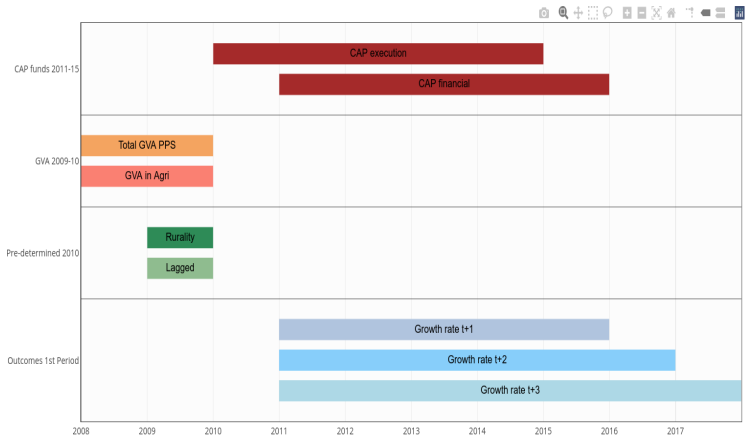 CAP funds 2011-15
CAP execution
CAP financial
GVA 2009-10
Total GVA PPS
GVA in Agri
Pre-determined 2010
Rurality
Lagged
Outcomes 1st Period
Growth rate t+1
Growth rate t+2
Growth rate t+3
2008 2009 2010 2011 2012 2013 2014 2015 2016 2017